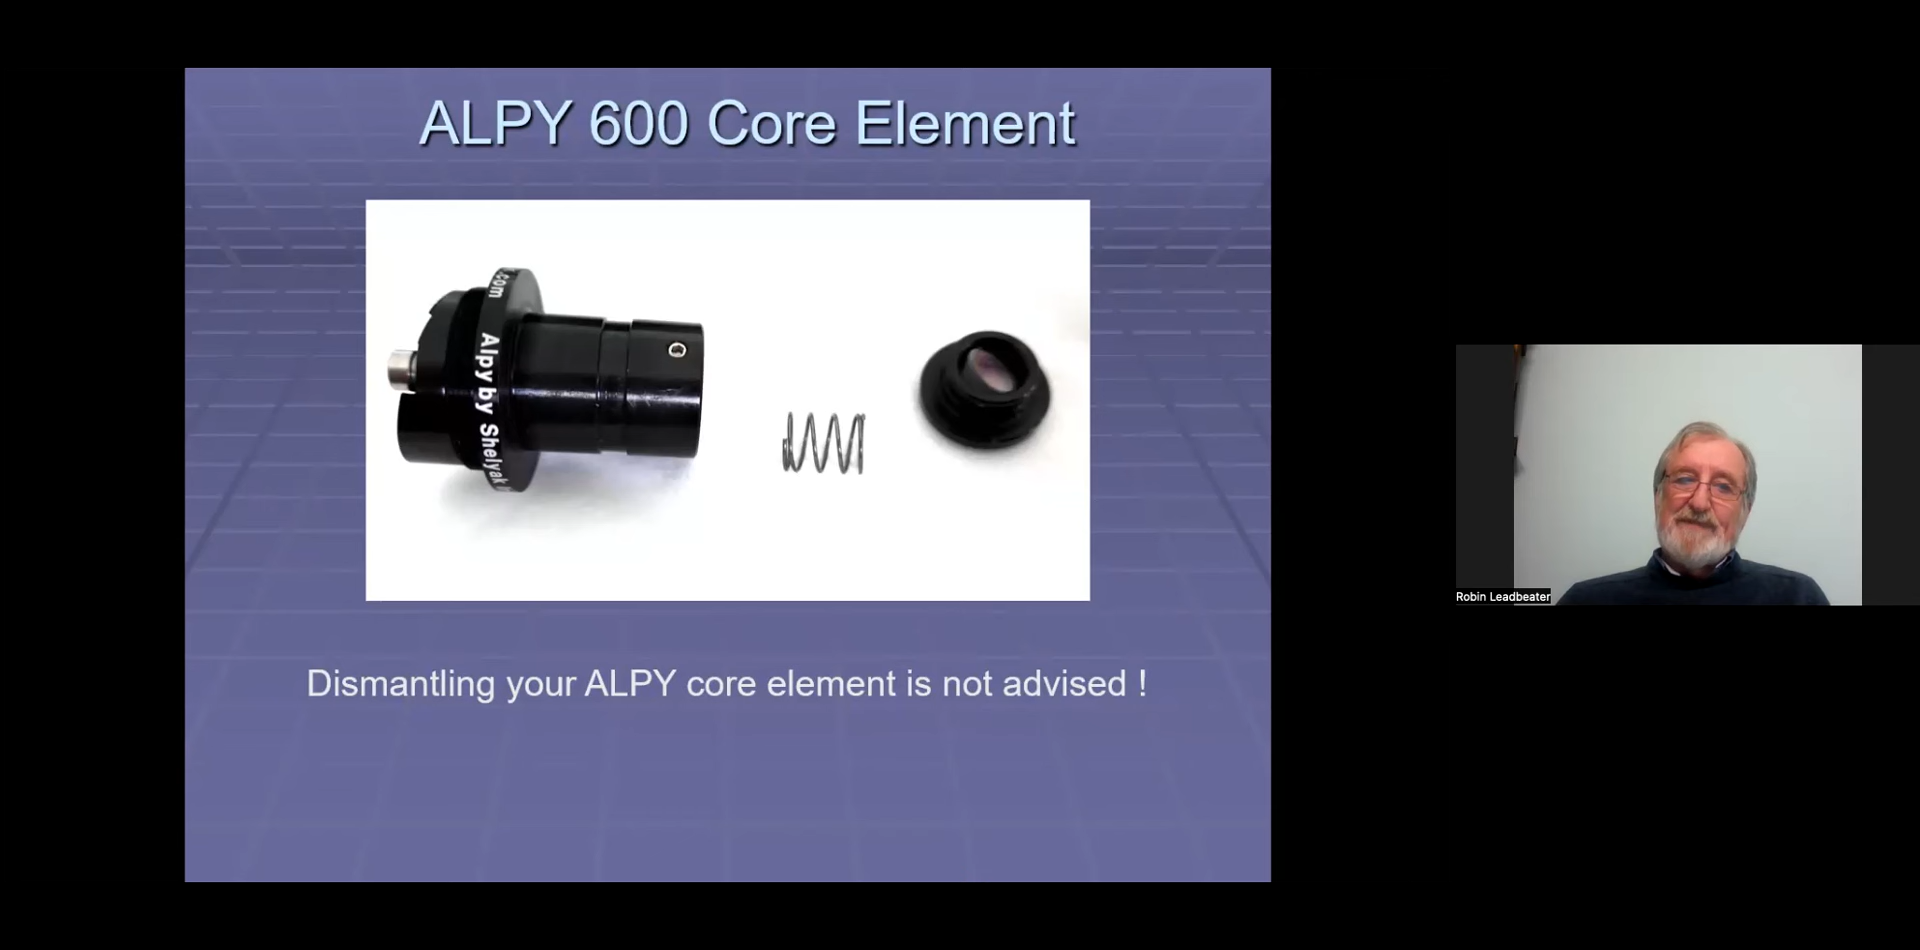 ALPY 600 Core Element
.com
Alpy by Shelyak
Dismantling your ALPY core element is not advised !
Robin Leadbeater